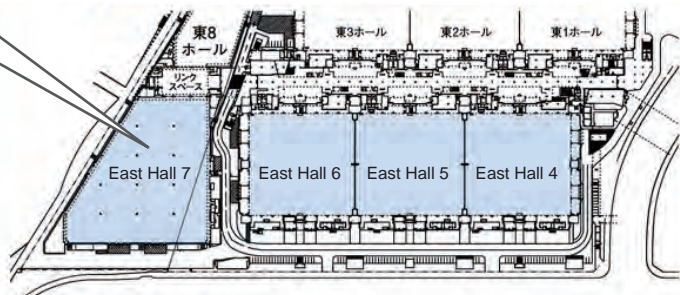 東8
ホール
東3ホール
東2ホール
東1ホール
リンク
スペース
East Hall 7
East Hall 6
East Hall 5
East Hall 4